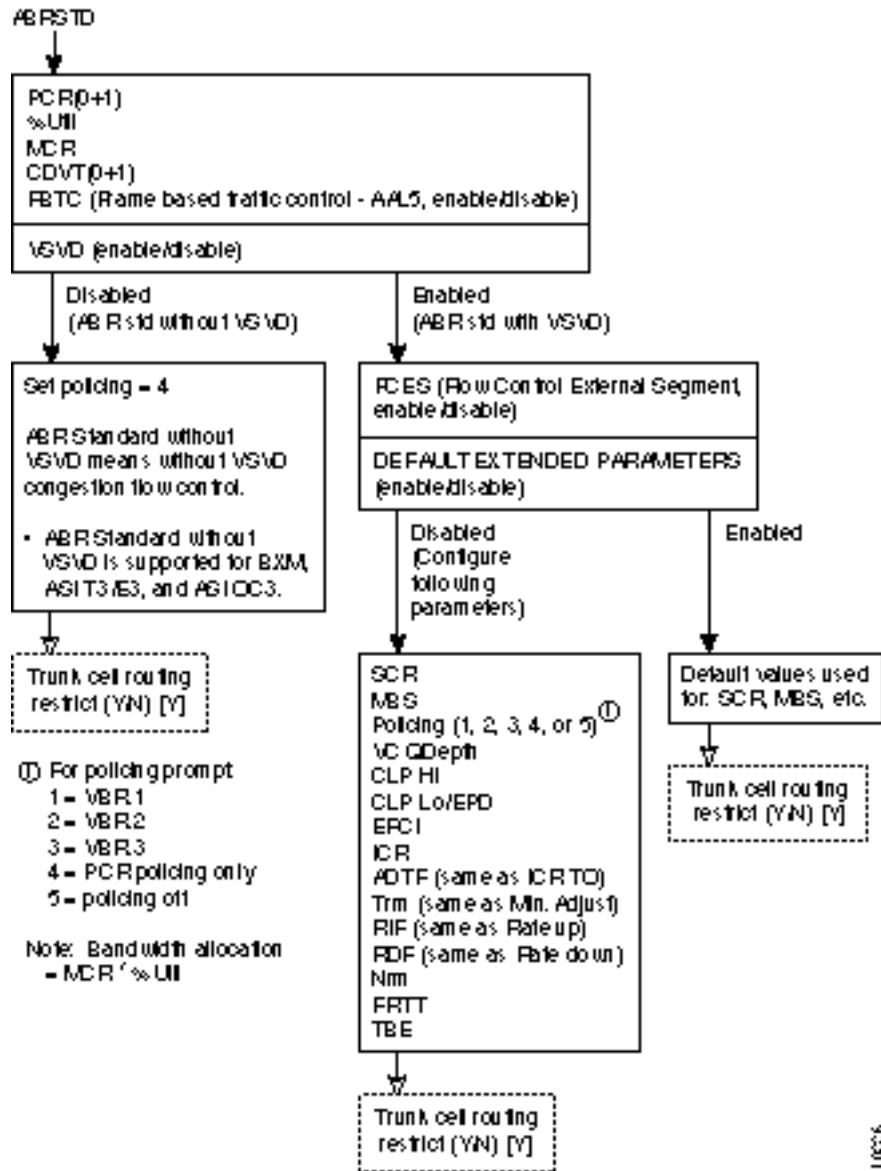 ABRSTD
PCR(0+1)
% Util
MCR
CDVT(0+1)
FBTC (Frame based traffic control - AAL5, enable/disable)
VSVD (enable/disable)
Disabled
(ABR std without VSVD)
Enabled
(ABR std with VSVD)
Set policing = 4
ABR Standard without
VSVD means without VSVD
congestion flow control.
• ABR Standard without
VSVD is supported for BXM,
ASI T3/E3, and ASI OC3.
Trunk cell routing
restrict (Y/N) [Y]
FCES (Flow Control External Segment,
enable/disable)
DEFAULT EXTENDED PARAMETERS
(enable/disable)
Disabled
(Configure
following
parameters)
Enabled
SCR
MBS
Policing (1, 2, 3, 4, or 5) ①
VC QDepth
CLP Hi
CLP Lo/EPD
EFCI
ICR
ADTF (same as ICR TO)
Trm (same as Min. Adjust)
RIF (same as Rate up)
RDF (same as Rate down)
Nrm
FRTT
TBE
Trunk cell routing
restrict (Y/N) [Y]
Default values used
for: SCR, MBS, etc.
Trunk cell routing
restrict (Y/N) [Y]
① For policing prompt
1 = VBR.1
2 = VBR.2
3 = VBR.3
4 = PCR policing only
5 = policing off
Note: Bandwidth allocation
= MCR * % Util